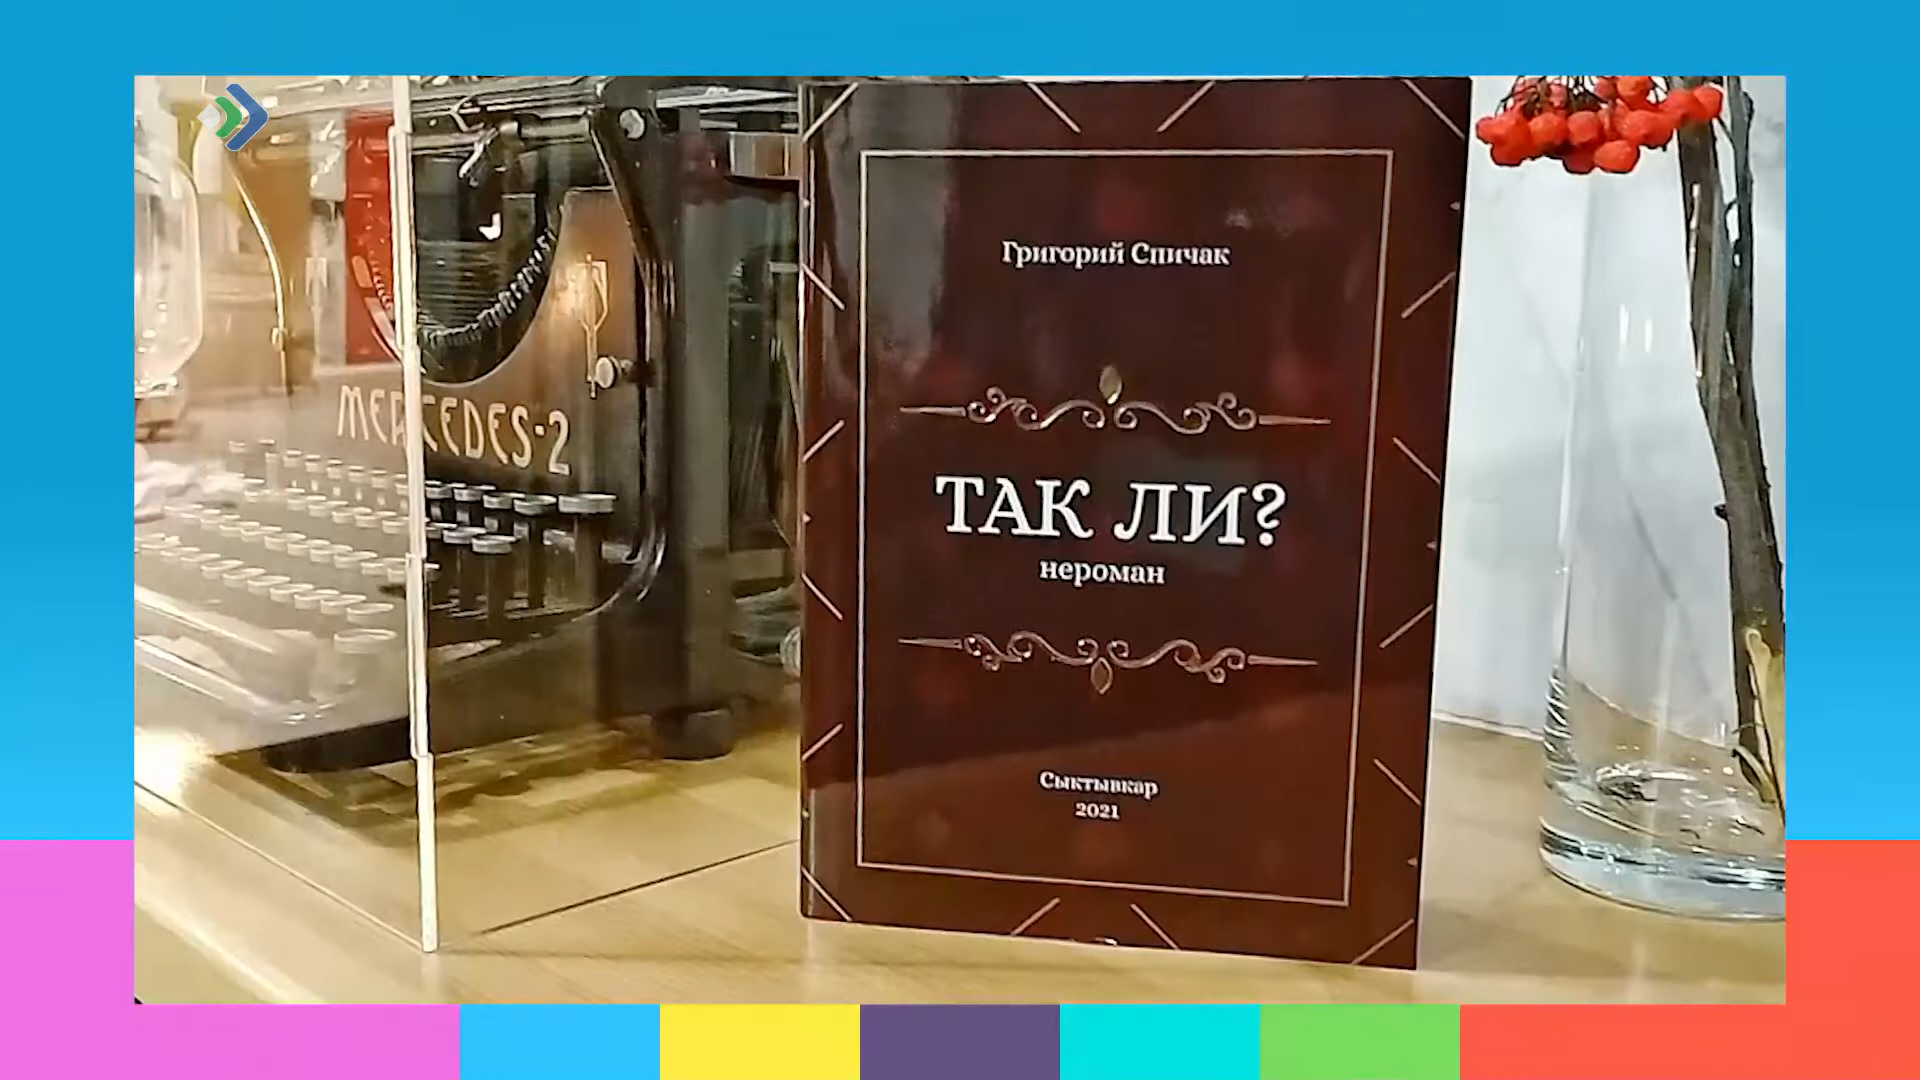 MERCEDES-2
Григорий Спичак
ТАК ЛИ?
нероман
Сыктывкар
2021